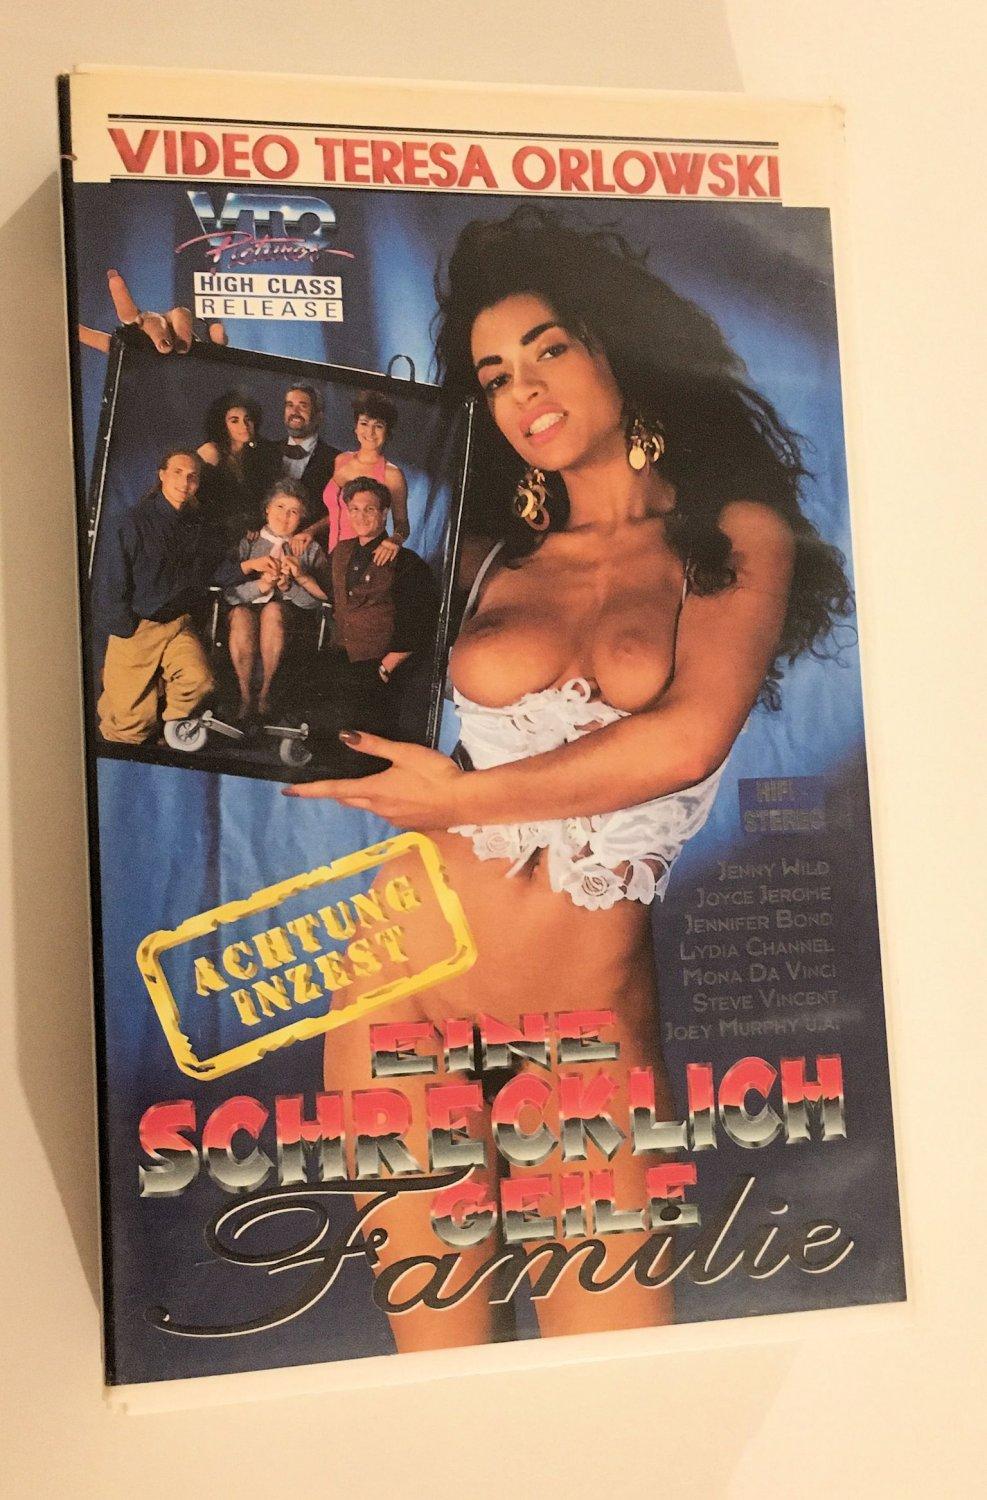 VIDEO TERESA ORLOWSKI
VTO
Pictures
HIGH CLASS
RELEASE
HIFI
STEREO
JENNY WILD
JOYCE JEROME
JENNIFER BOND
LYDIA CHANNEL
MONA DA VINCI
STEVE VINCENT
JOEY MURPHY U.A.
ACHTUNG
INZEST
EINE
SCHRECKLICH
GEILE
Familie